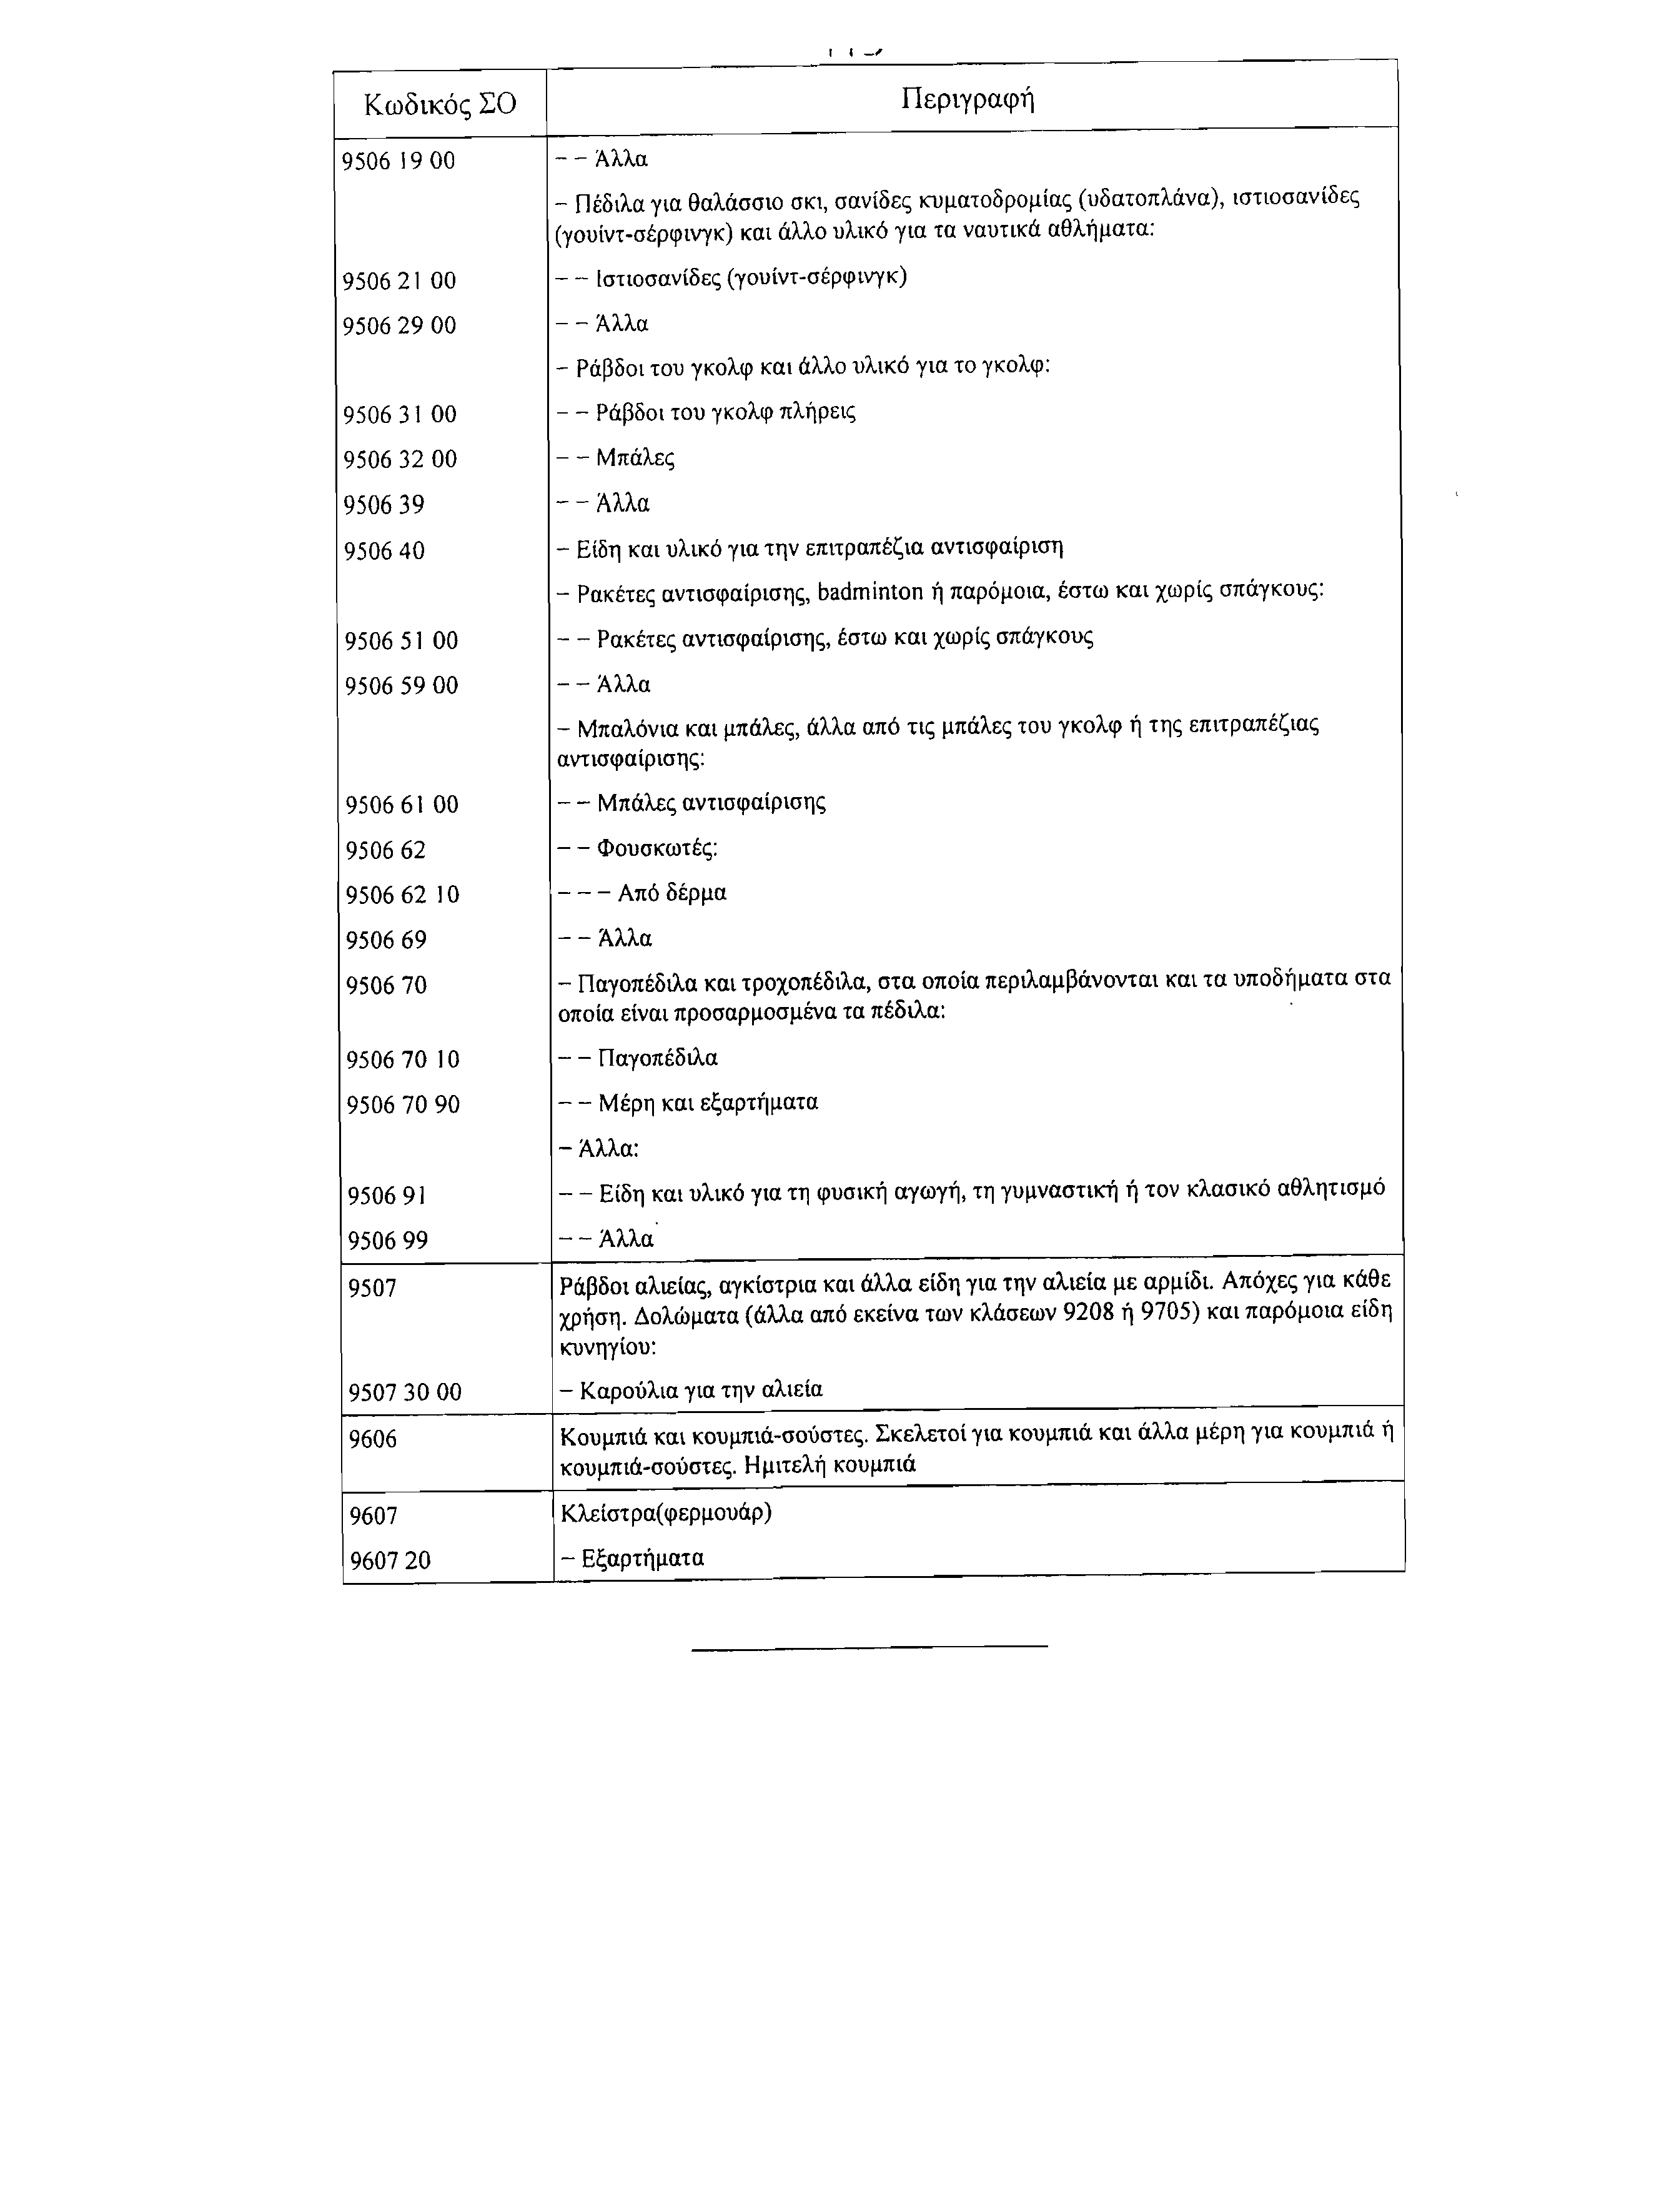 Κωδικός ΣΟ Περιγραφή
9506 19 00 – – Άλλα
– Πέδιλα για θαλάσσιο σκι, σανίδες κυματοδρομίας (υδατοπλάνα), ιστιοσανίδες
(γουίντ-σέρφινγκ) και άλλο υλικό για τα ναυτικά αθλήματα:
9506 21 00 – – Ιστιοσανίδες (γουίντ-σέρφινγκ)
9506 29 00 – – Άλλα
– Ράβδοι του γκολφ και άλλο υλικό για το γκολφ:
9506 31 00 – – Ράβδοι του γκολφ πλήρεις
9506 32 00 – – Μπάλες
9506 39 – – Άλλα
9506 40 – Είδη και υλικό για την επιτραπέζια αντισφαίριση
– Ρακέτες αντισφαίρισης, badminton ή παρόμοια, έστω και χωρίς σπάγκους:
9506 51 00 – – Ρακέτες αντισφαίρισης, έστω και χωρίς σπάγκους
9506 59 00 – – Άλλα
– Μπαλόνια και μπάλες, άλλα από τις μπάλες του γκολφ ή της επιτραπέζιας
αντισφαίρισης:
9506 61 00 – – Μπάλες αντισφαίρισης
9506 62 – – Φουσκωτές:
9506 62 10 – – – Από δέρμα
9506 69 – – Άλλα
9506 70 – Παγοπέδιλα και τροχοπέδιλα, στα οποία περιλαμβάνονται και τα υποδήματα στα
οποία είναι προσαρμοσμένα τα πέδιλα:
9506 70 10 – – Παγοπέδιλα
9506 70 90 – – Μέρη και εξαρτήματα
– Άλλα:
9506 91 – – Είδη και υλικό για τη φυσική αγωγή, τη γυμναστική ή τον κλασικό αθλητισμό
9506 99 – – Άλλα
9507 Ράβδοι αλιείας, αγκίστρια και άλλα είδη για την αλιεία με αρμίδι. Απόχες για κάθε
χρήση. Δολώματα (άλλα από εκείνα των κλάσεων 9208 ή 9705) και παρόμοια είδη
κυνηγίου:
9507 30 00 – Καρούλια για την αλιεία
9606 Κουμπιά και κουμπιά-σούστες. Σκελετοί για κουμπιά και άλλα μέρη για κουμπιά ή
κουμπιά-σούστες. Ημιτελή κουμπιά
9607 Κλείστρα(φερμουάρ)
9607 20 – Εξαρτήματα